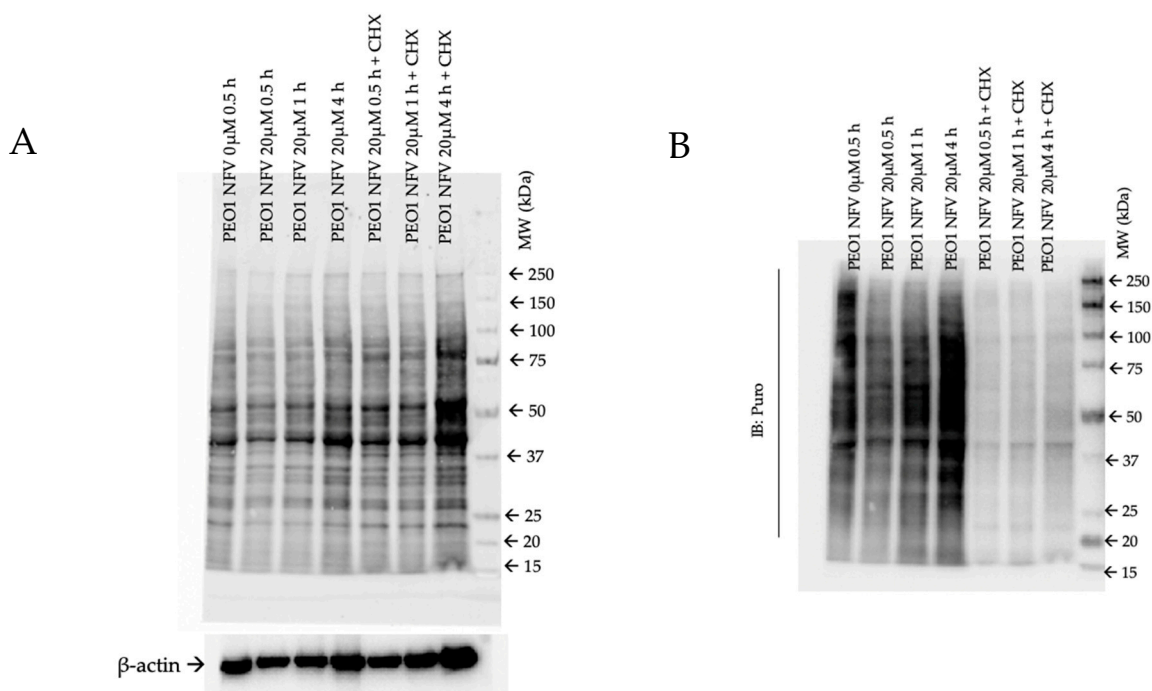 A
PEO1 NFV 0µM 0.5 h
PEO1 NFV 20µM 0.5 h
PEO1 NFV 20µM 1 h
PEO1 NFV 20µM 4 h
PEO1 NFV 20µM 0.5 h + CHX
PEO1 NFV 20µM 1 h + CHX
PEO1 NFV 20µM 4 h + CHX
MW (kDa)
← 250
← 150
← 100
← 75
← 50
← 37
← 25
← 20
← 15
β-actin →
B
PEO1 NFV 0µM 0.5 h
PEO1 NFV 20µM 0.5 h
PEO1 NFV 20µM 1 h
PEO1 NFV 20µM 4 h
PEO1 NFV 20µM 0.5 h + CHX
PEO1 NFV 20µM 1 h + CHX
PEO1 NFV 20µM 4 h + CHX
MW (kDa)
IB: Puro
← 250
← 150
← 100
← 75
← 50
← 37
← 25
← 20
← 15